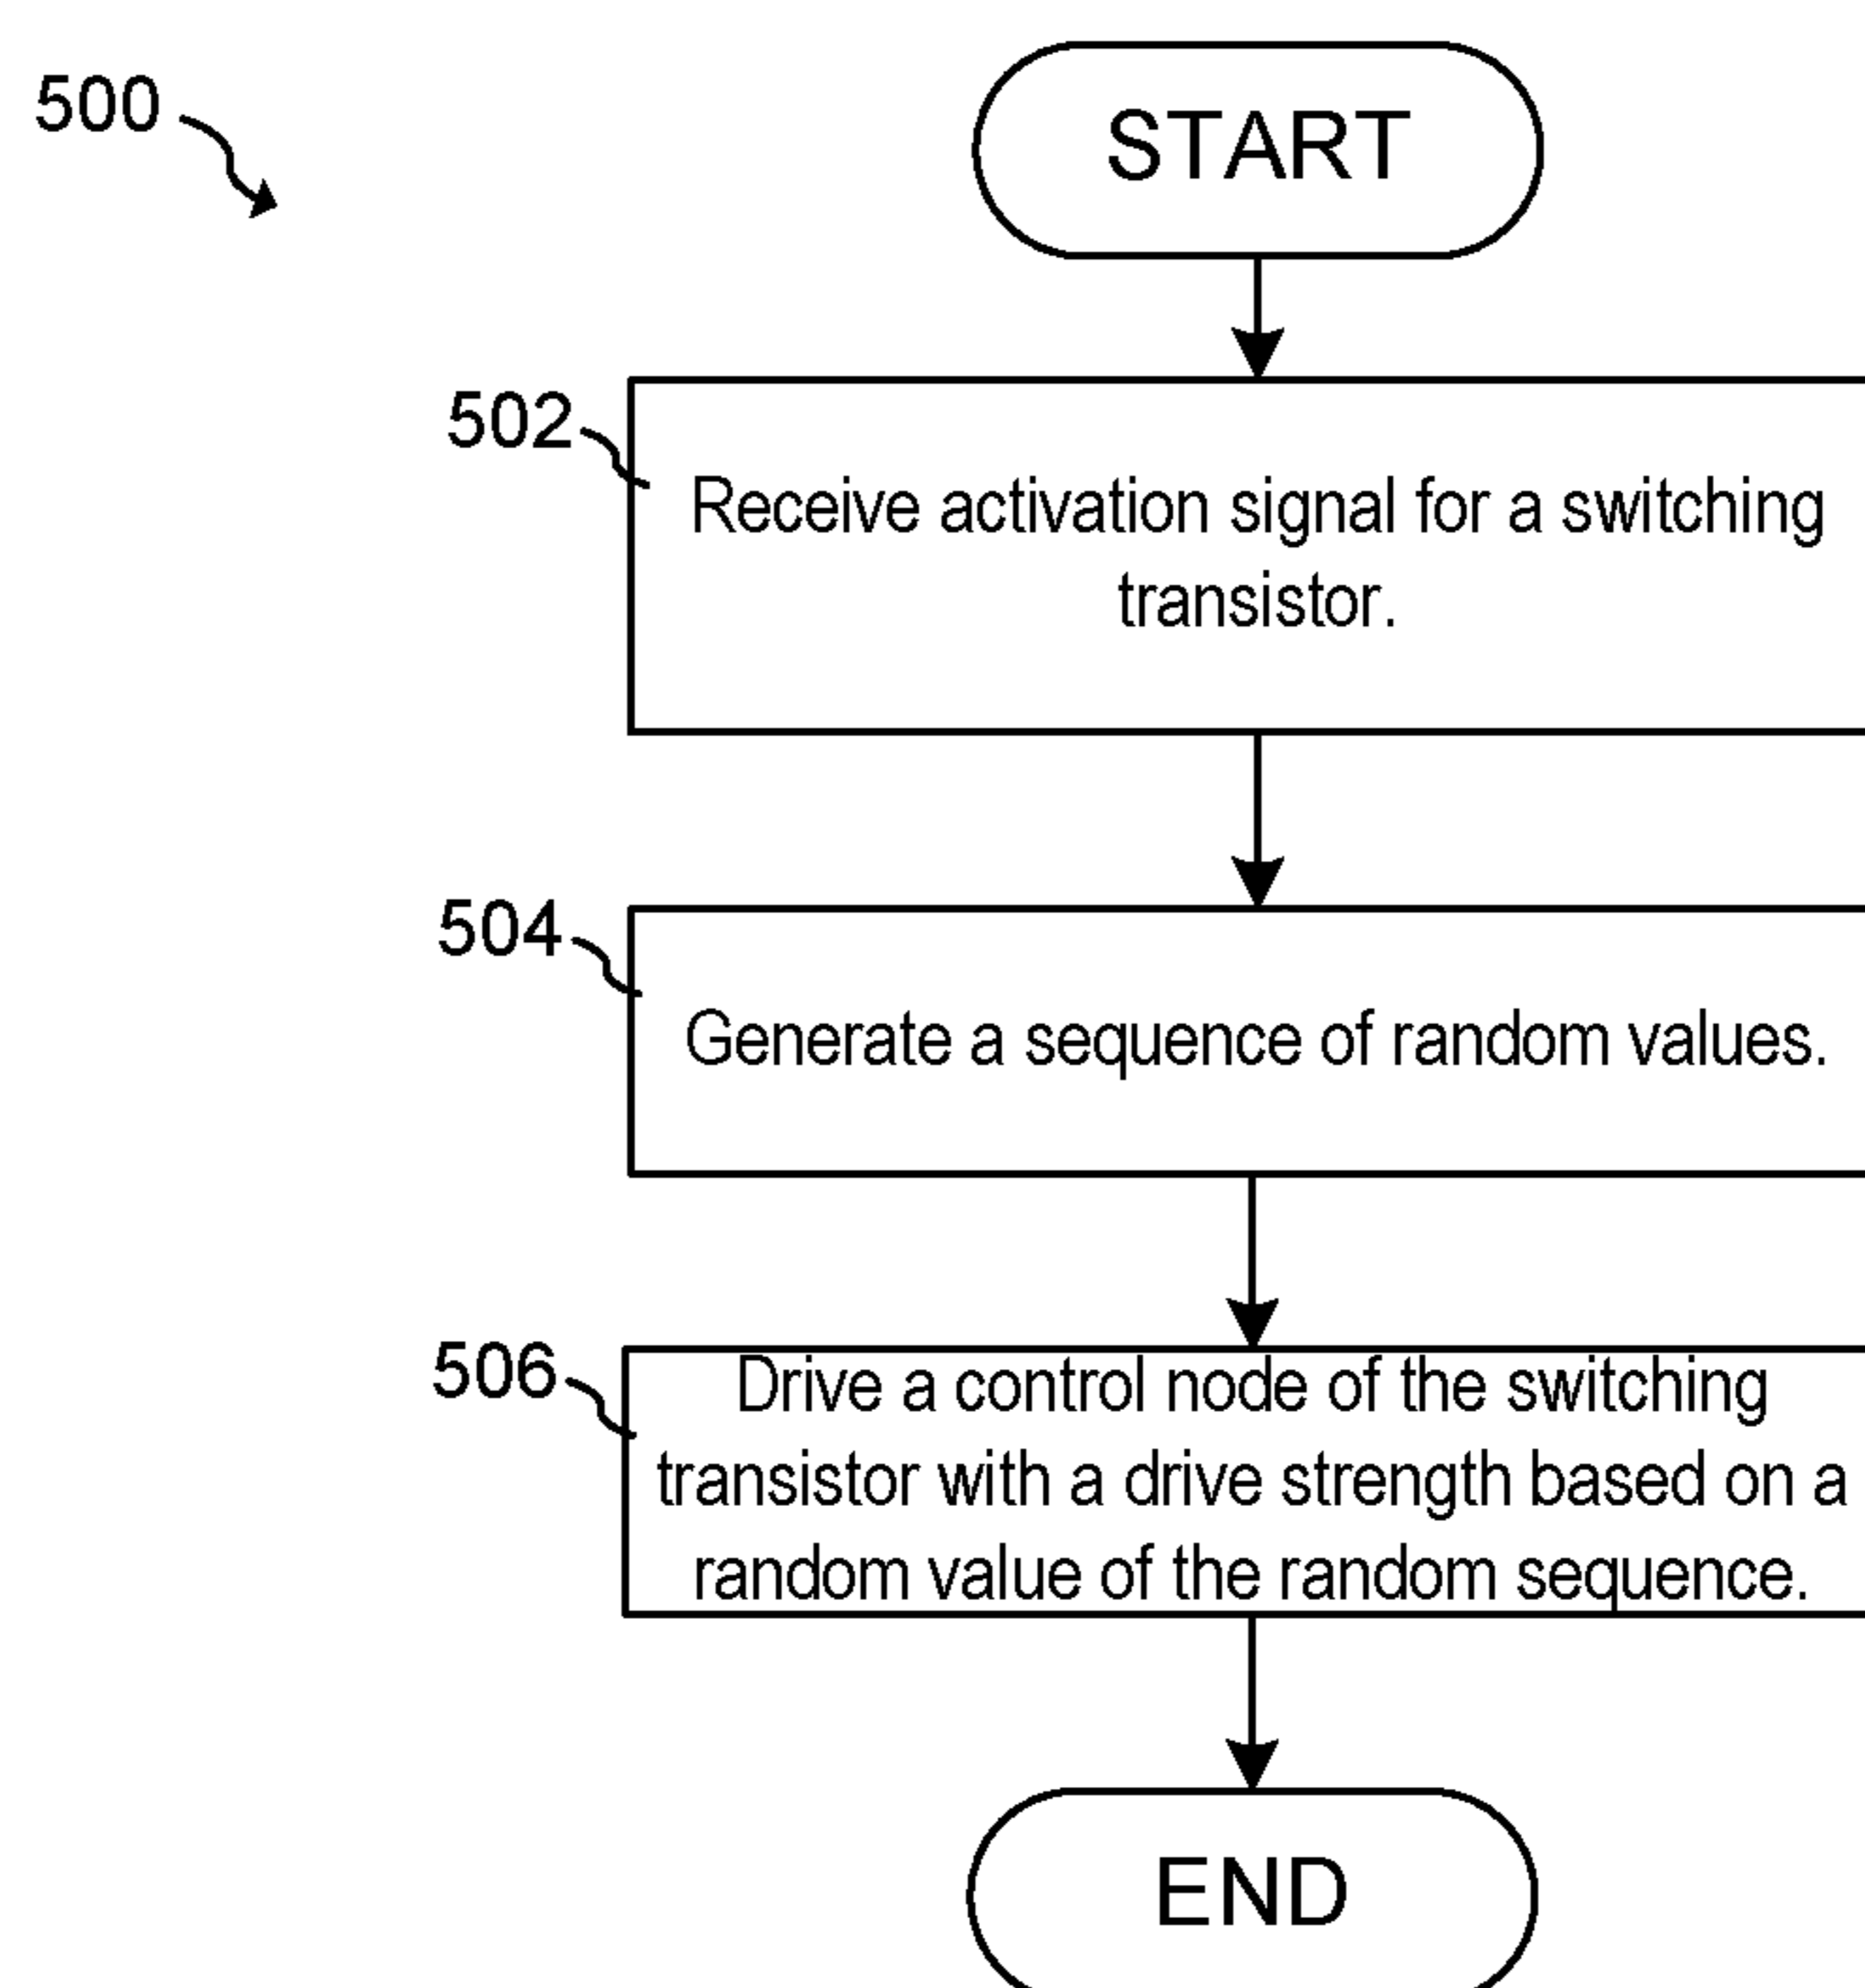 500
START
502
Receive activation signal for a switching
transistor.
504
Generate a sequence of random values.
506
Drive a control node of the switching
transistor with a drive strength based on a
random value of the random sequence.
END